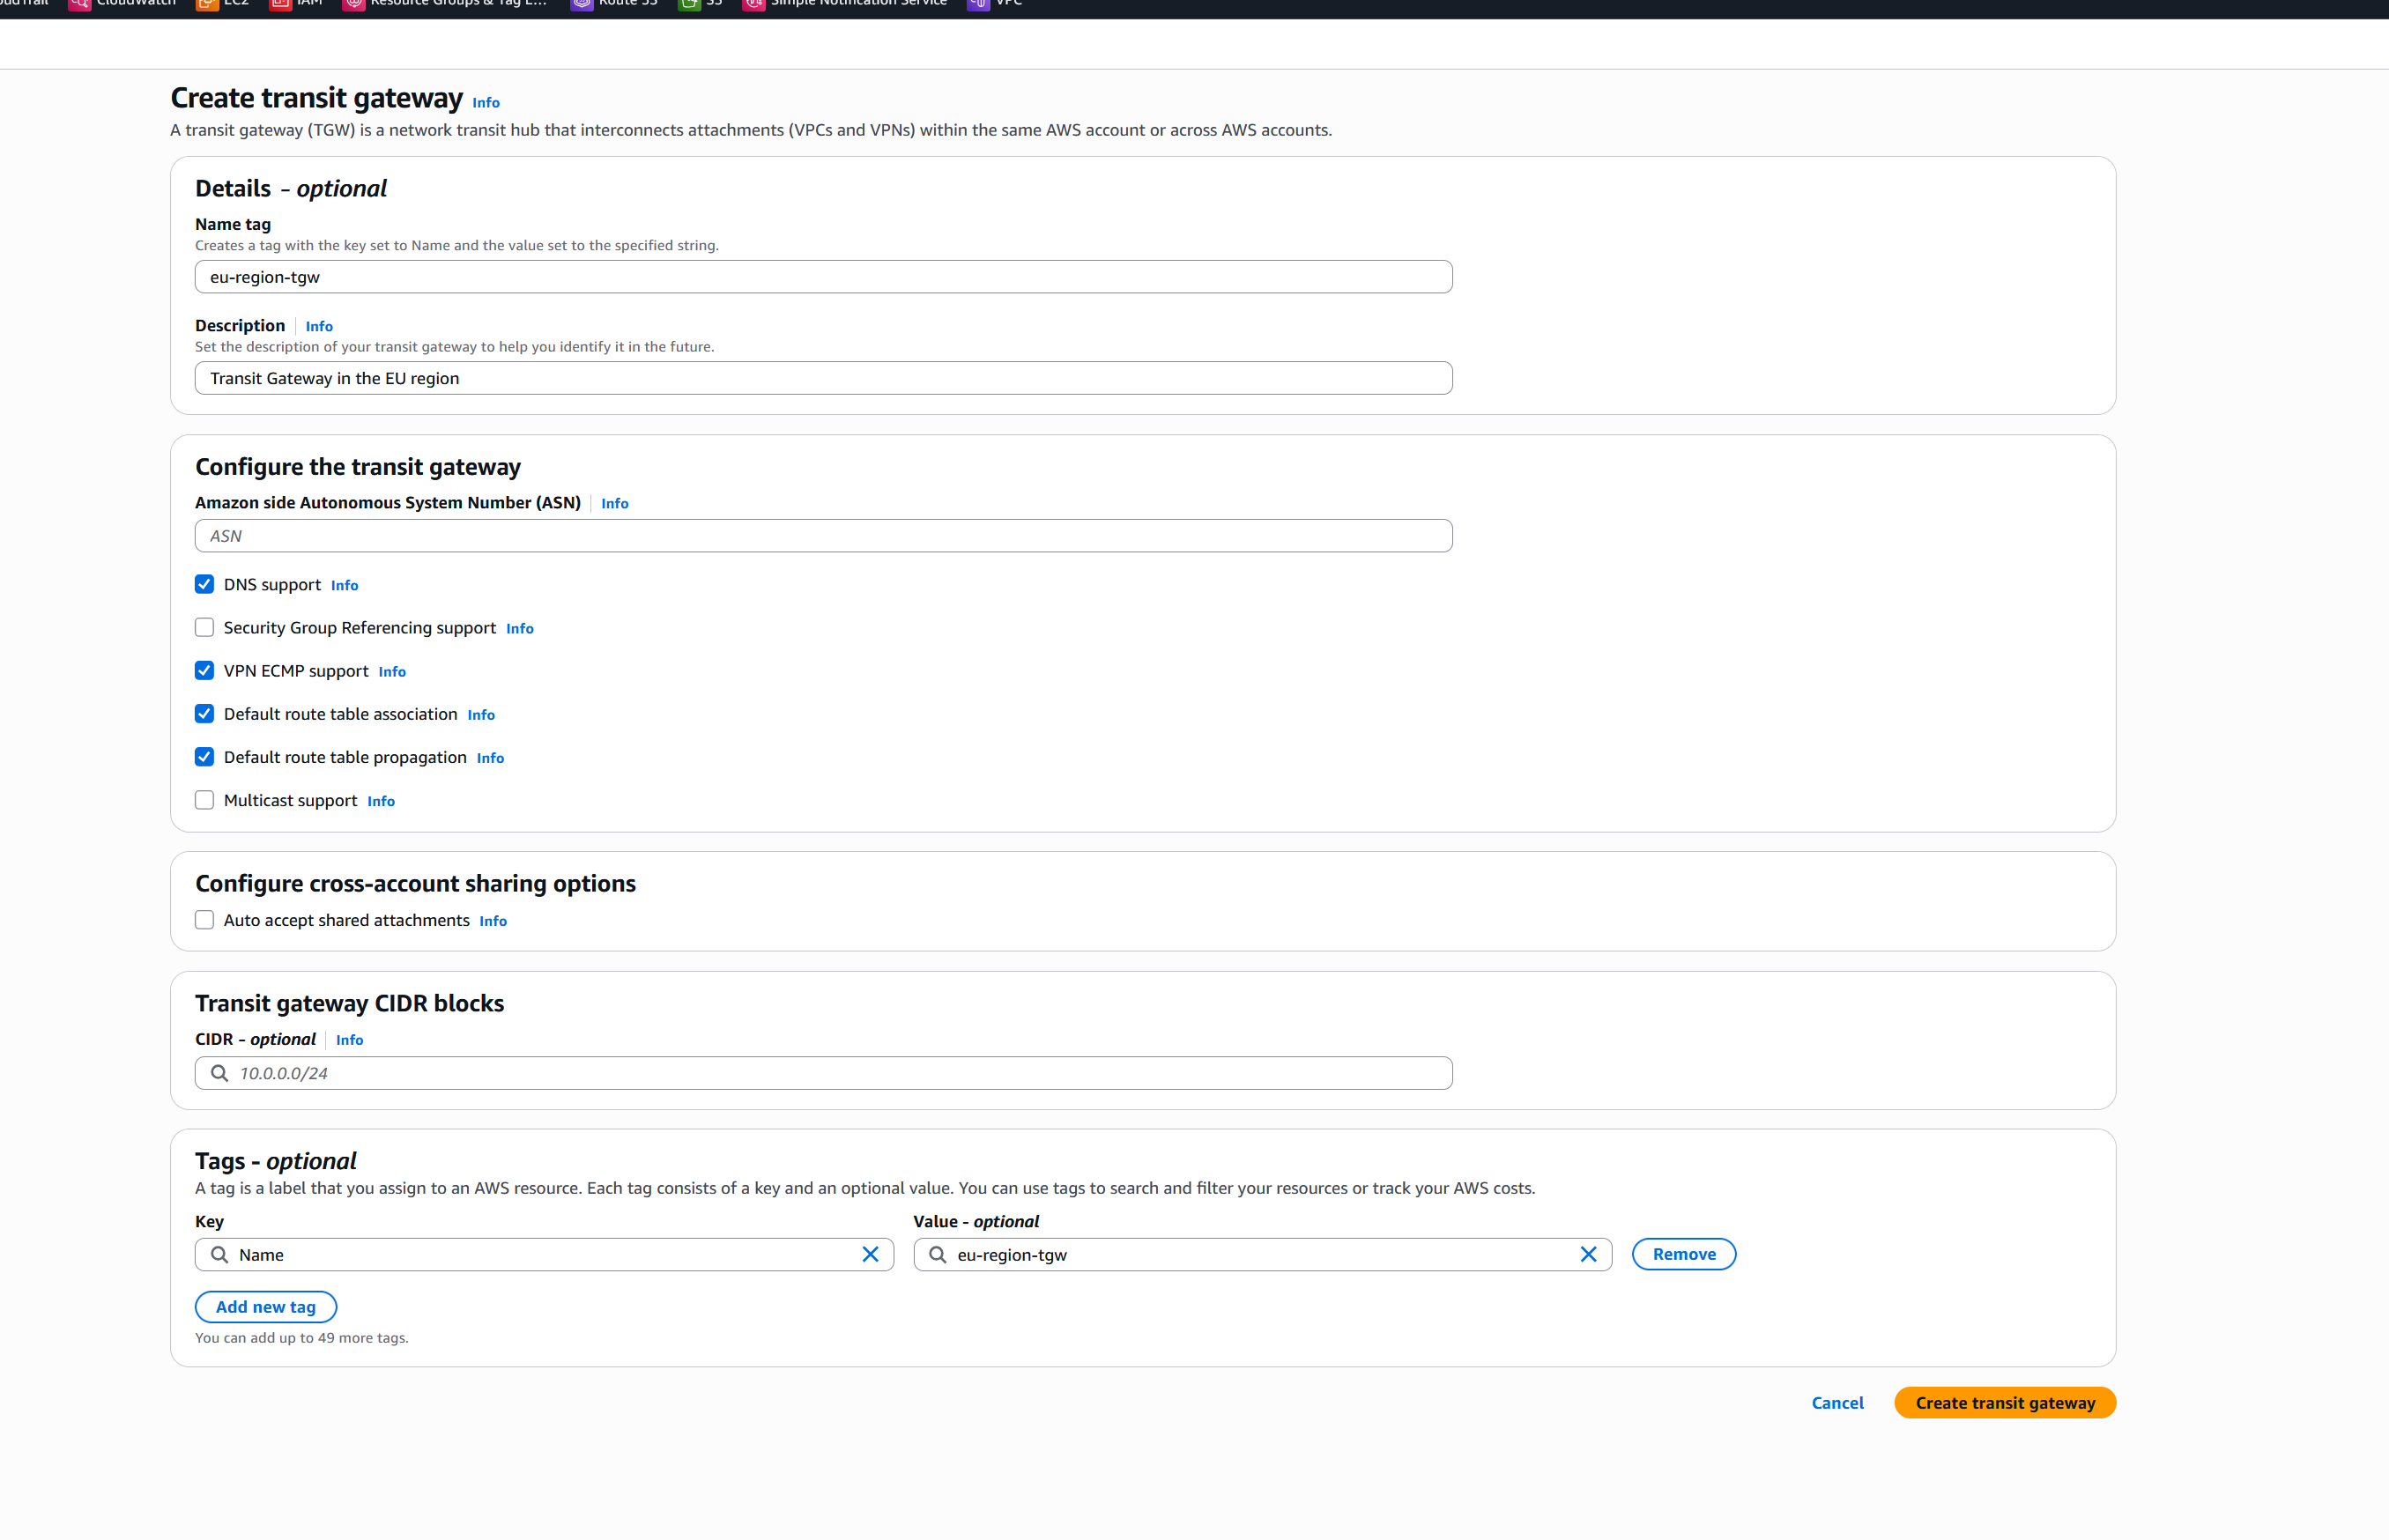 CloudWatch
EC2
IAM
Resource Groups & Tag E...
Route 53
S3
Simple Notification Service
VPC
Create transit gateway Info
A transit gateway (TGW) is a network transit hub that interconnects attachments (VPCs and VPNs) within the same AWS account or across AWS accounts.
Details - optional
Name tag
Creates a tag with the key set to Name and the value set to the specified string.
eu-region-tgw
Description Info
Set the description of your transit gateway to help you identify it in the future.
Transit Gateway in the EU region
Configure the transit gateway
Amazon side Autonomous System Number (ASN) Info
ASN
DNS support Info
Security Group Referencing support Info
VPN ECMP support Info
Default route table association Info
Default route table propagation Info
Multicast support Info
Configure cross-account sharing options
Auto accept shared attachments Info
Transit gateway CIDR blocks
CIDR - optional Info
10.0.0.0/24
Tags - optional
A tag is a label that you assign to an AWS resource. Each tag consists of a key and an optional value. You can use tags to search and filter your resources or track your AWS costs.
Key
Value - optional
Name
eu-region-tgw
Remove
Add new tag
You can add up to 49 more tags.
Cancel
Create transit gateway